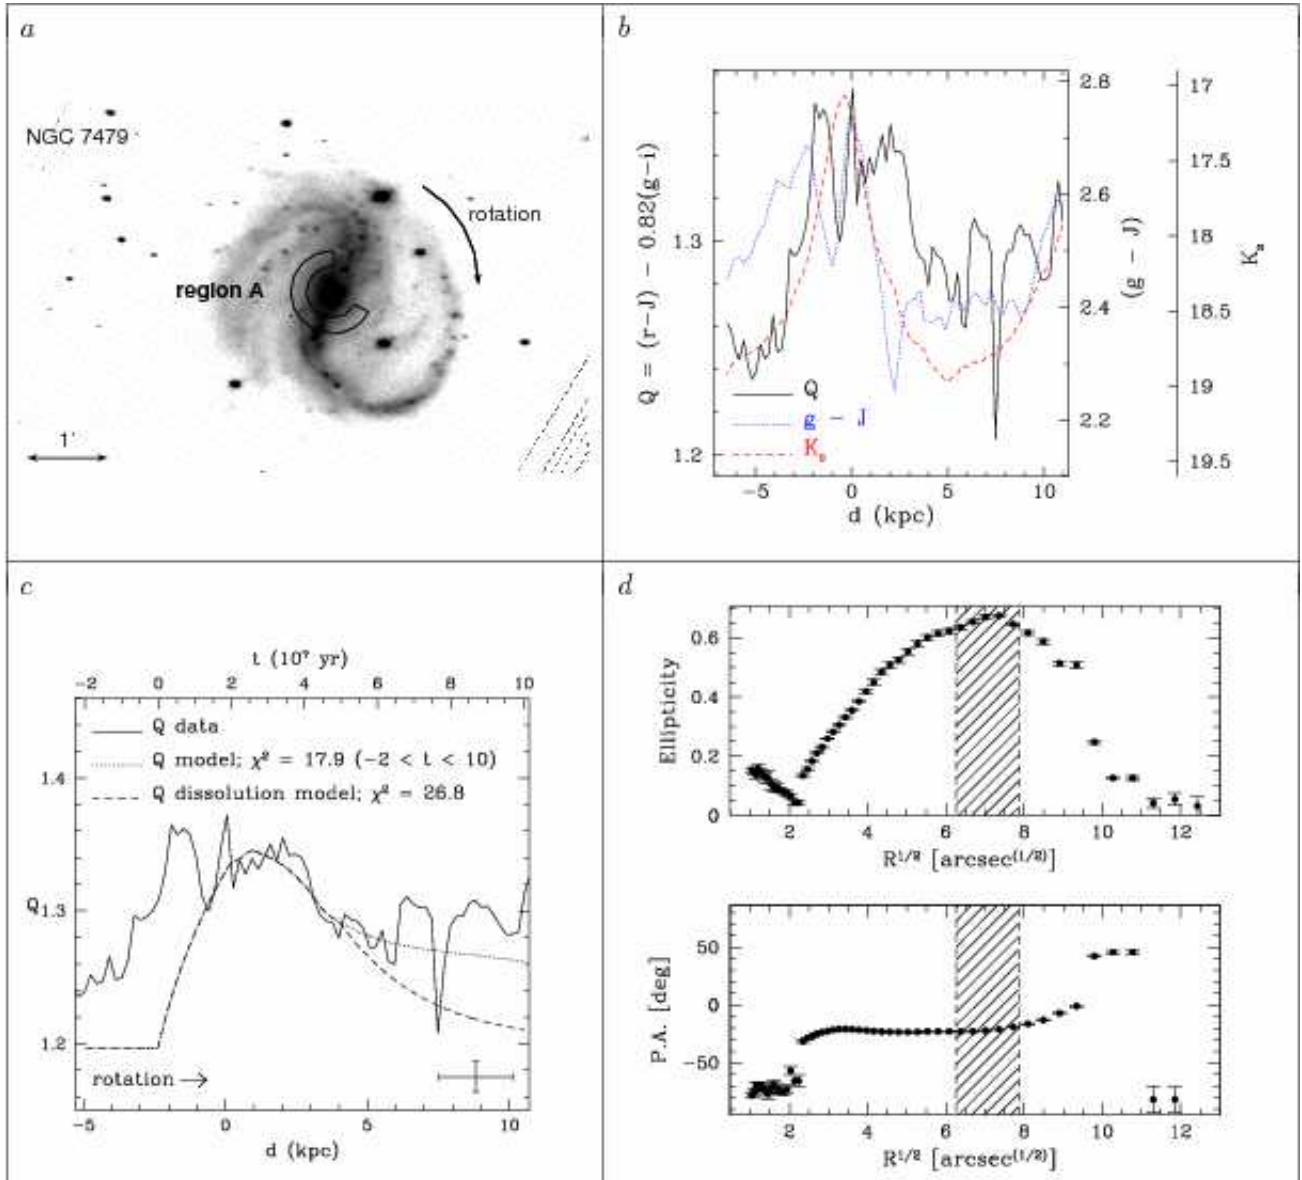 a
NGC 7479
rotation
region A
1'
b
Q = (r−J) − 0.82(g−i)
1.3
1.2
2.8
2.6
2.4
2.2
(g − J)
17
17.5
18
18.5
19
19.5
Kₛ
Q
g − J
Kₛ
−5 0 5 10
d (kpc)
c
t (10⁷ yr)
−2 0 2 4 6 8 10
Q data
Q model; χ² = 17.9 (−2 < t < 10)
Q dissolution model; χ² = 26.8
1.4
1.3
1.2
Q
rotation →
−5 0 5 10
d (kpc)
d
Ellipticity
0.6
0.4
0.2
0
2 4 6 8 10 12
R^{1/2} [arcsec^{(1/2)}]
P.A. [deg]
50
0
−50
2 4 6 8 10 12
R^{1/2} [arcsec^{(1/2)}]